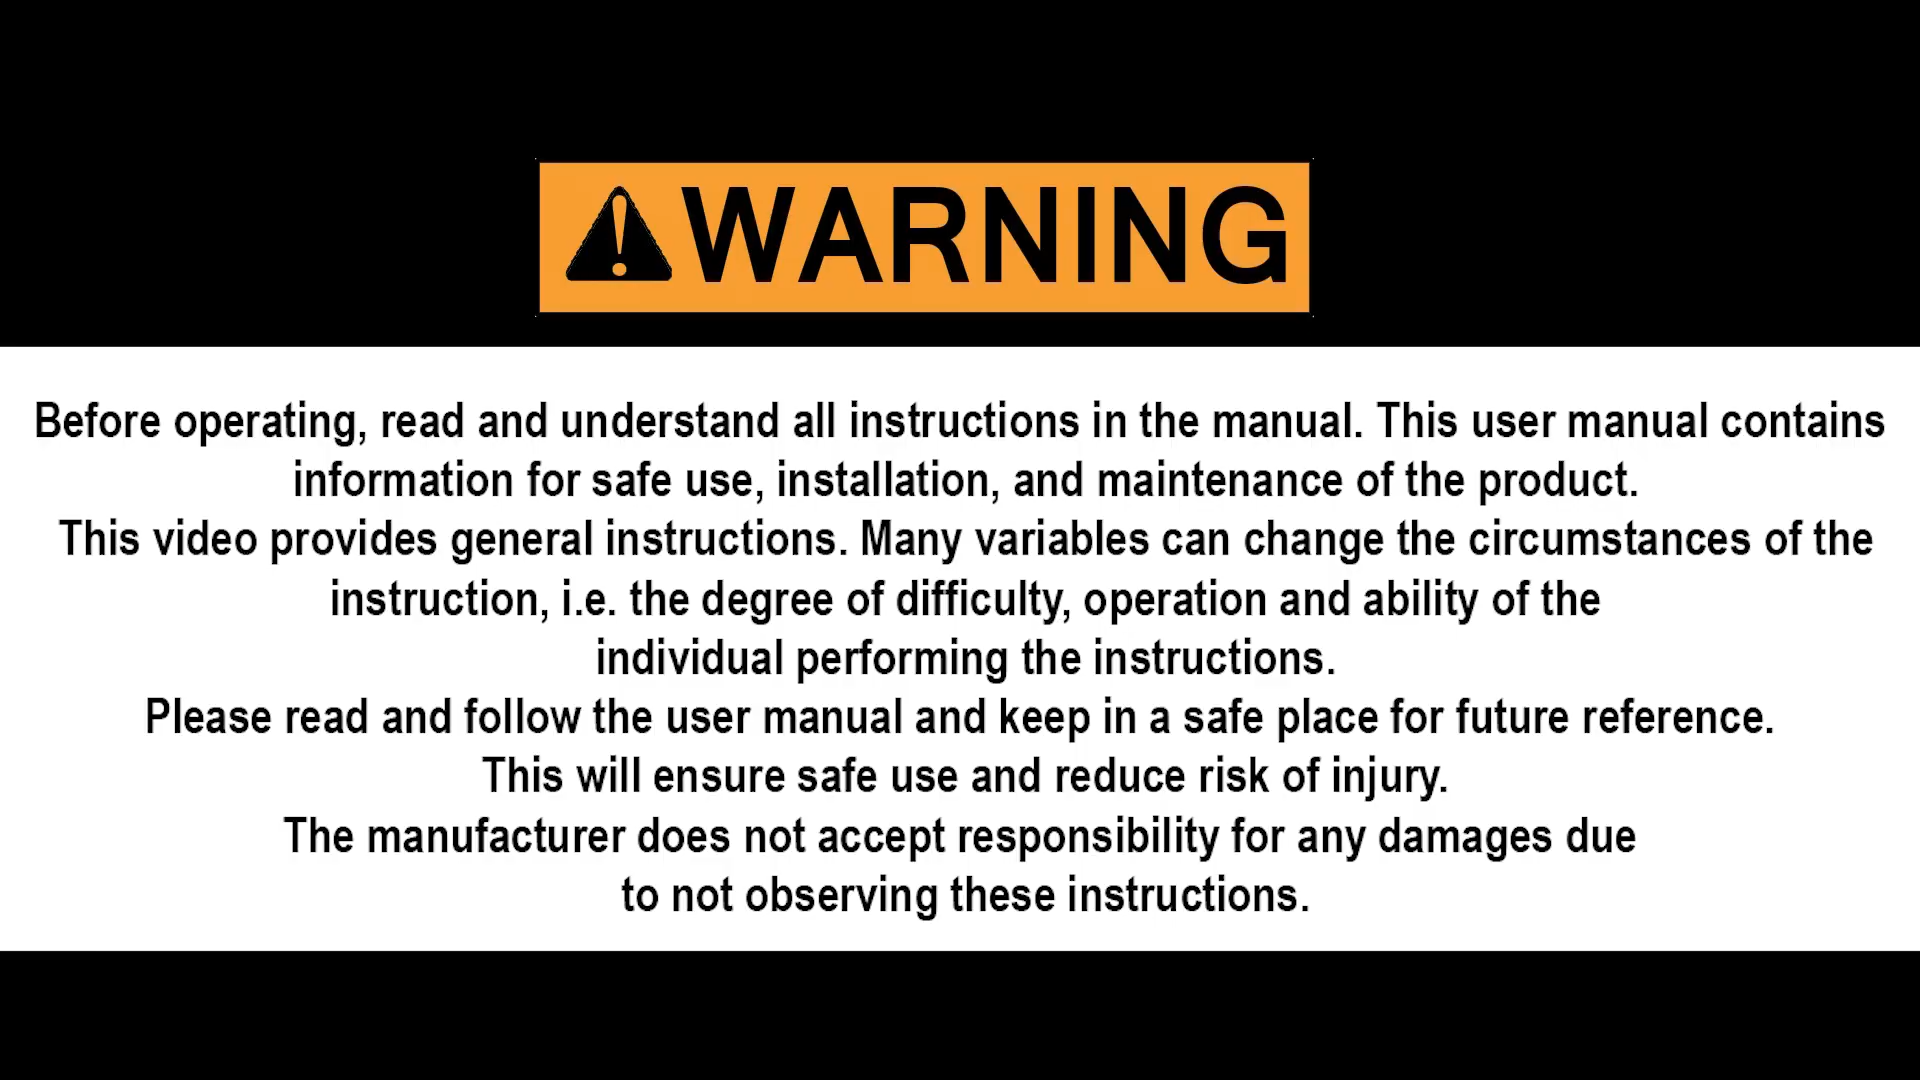 WARNING
Before operating, read and understand all instructions in the manual. This user manual contains
information for safe use, installation, and maintenance of the product.
This video provides general instructions. Many variables can change the circumstances of the
instruction, i.e. the degree of difficulty, operation and ability of the
individual performing the instructions.
Please read and follow the user manual and keep in a safe place for future reference.
This will ensure safe use and reduce risk of injury.
The manufacturer does not accept responsibility for any damages due
to not observing these instructions.